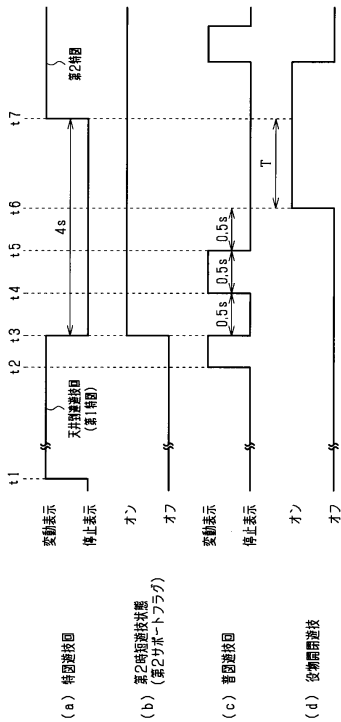 t1 t2 t3 t4 t5 t6 t7
(a) 特図遊技回
変動表示
停止表示
天井到達遊技回
(第1特図)
4s
第2特図
(b) 第2時短遊技状態
(第2サポートフラグ)
オン
オフ
(c) 普図遊技回
変動表示
停止表示
0.5s 0.5s 0.5s
(d) 役物開閉遊技
オン
オフ
T